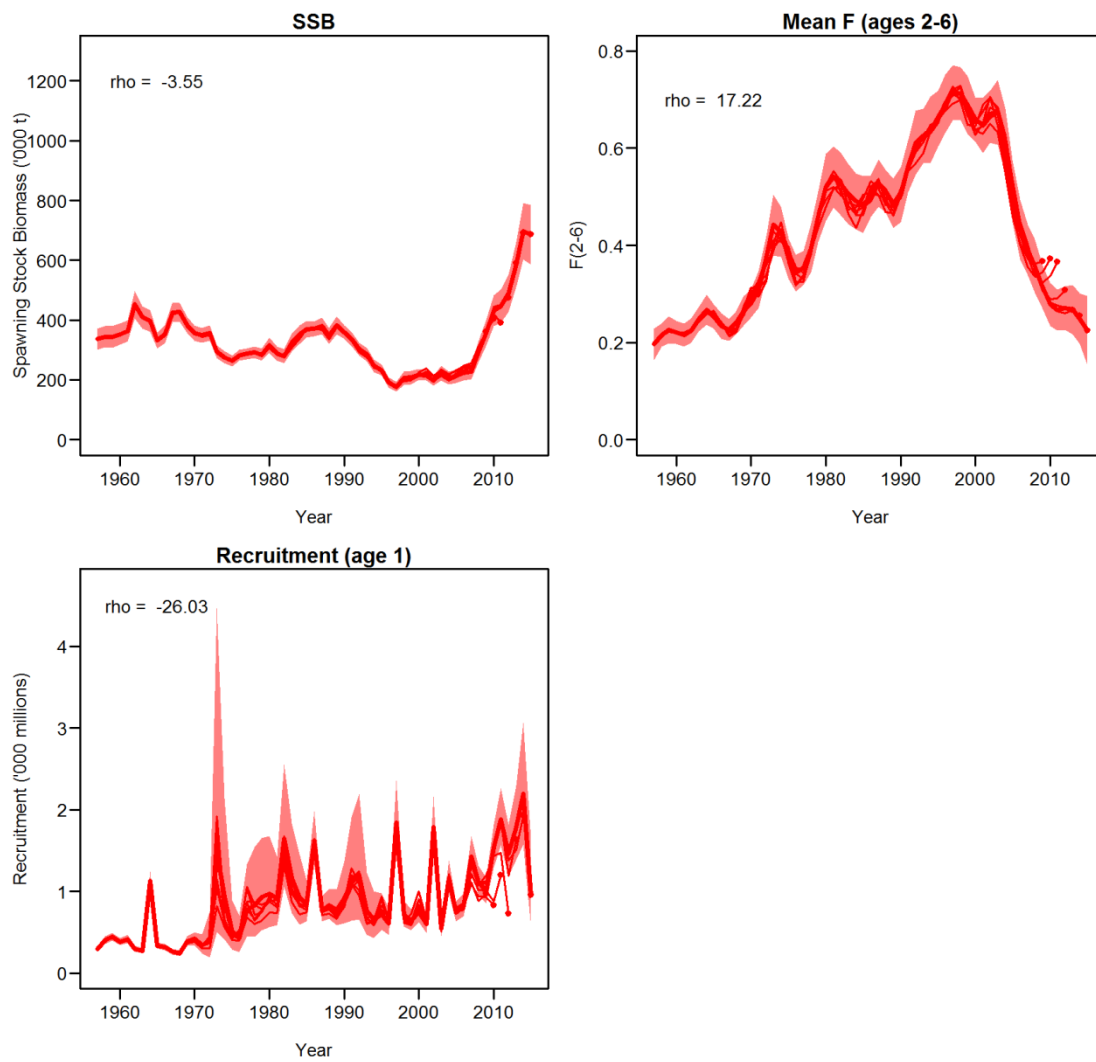 SSB
rho = -3.55
Spawning Stock Biomass ('000 t)
1200
1000
800
600
400
200
0
1960 1970 1980 1990 2000 2010
Year
Mean F (ages 2-6)
rho = 17.22
F(2-6)
0.8
0.6
0.4
0.2
0.0
1960 1970 1980 1990 2000 2010
Year
Recruitment (age 1)
rho = -26.03
Recruitment ('000 millions)
4
3
2
1
0
1960 1970 1980 1990 2000 2010
Year